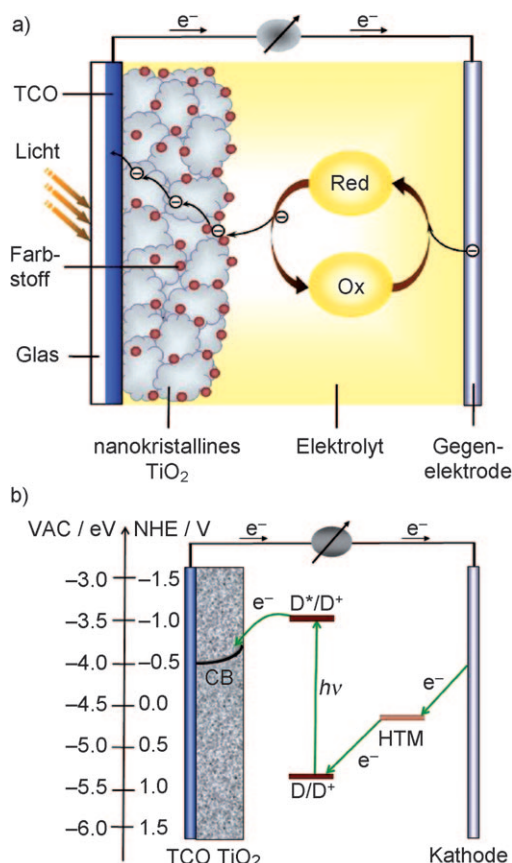 a)
e⁻
e⁻
TCO
Licht
Farb-
stoff
Glas
Red
Ox
nanokristallines
TiO₂
Elektrolyt
Gegen-
elektrode
b)
VAC / eV
NHE / V
e⁻
e⁻
–3.0
–1.5
–3.5
–1.0
–4.0
–0.5
–4.5
0.0
–5.0
0.5
–5.5
1.0
–6.0
1.5
e⁻
D*/D⁺
CB
hν
e⁻
HTM
e⁻
D/D⁺
TCO TiO₂
Kathode